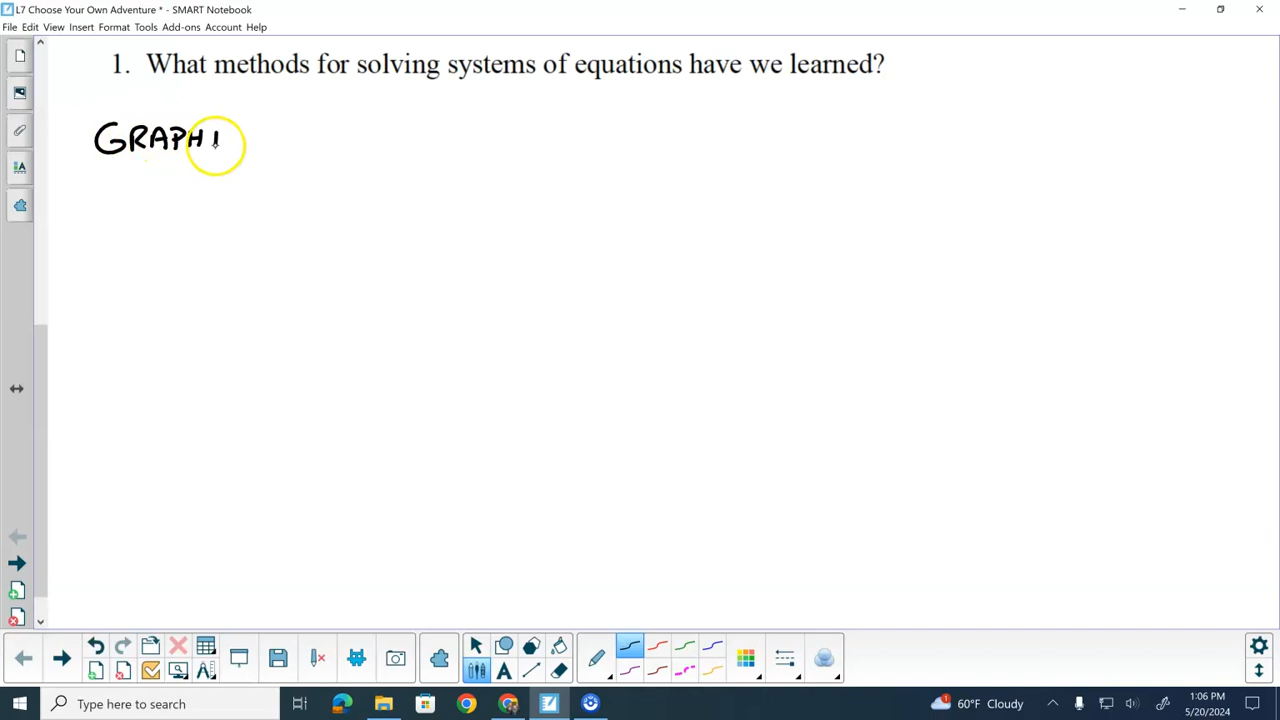 L7 Choose Your Own Adventure * - SMART Notebook
File Edit View Insert Format Tools Add-ons Account Help
1. What methods for solving systems of equations have we learned?
GRAPHI
Type here to search
60°F Cloudy
1:06 PM
5/20/2024